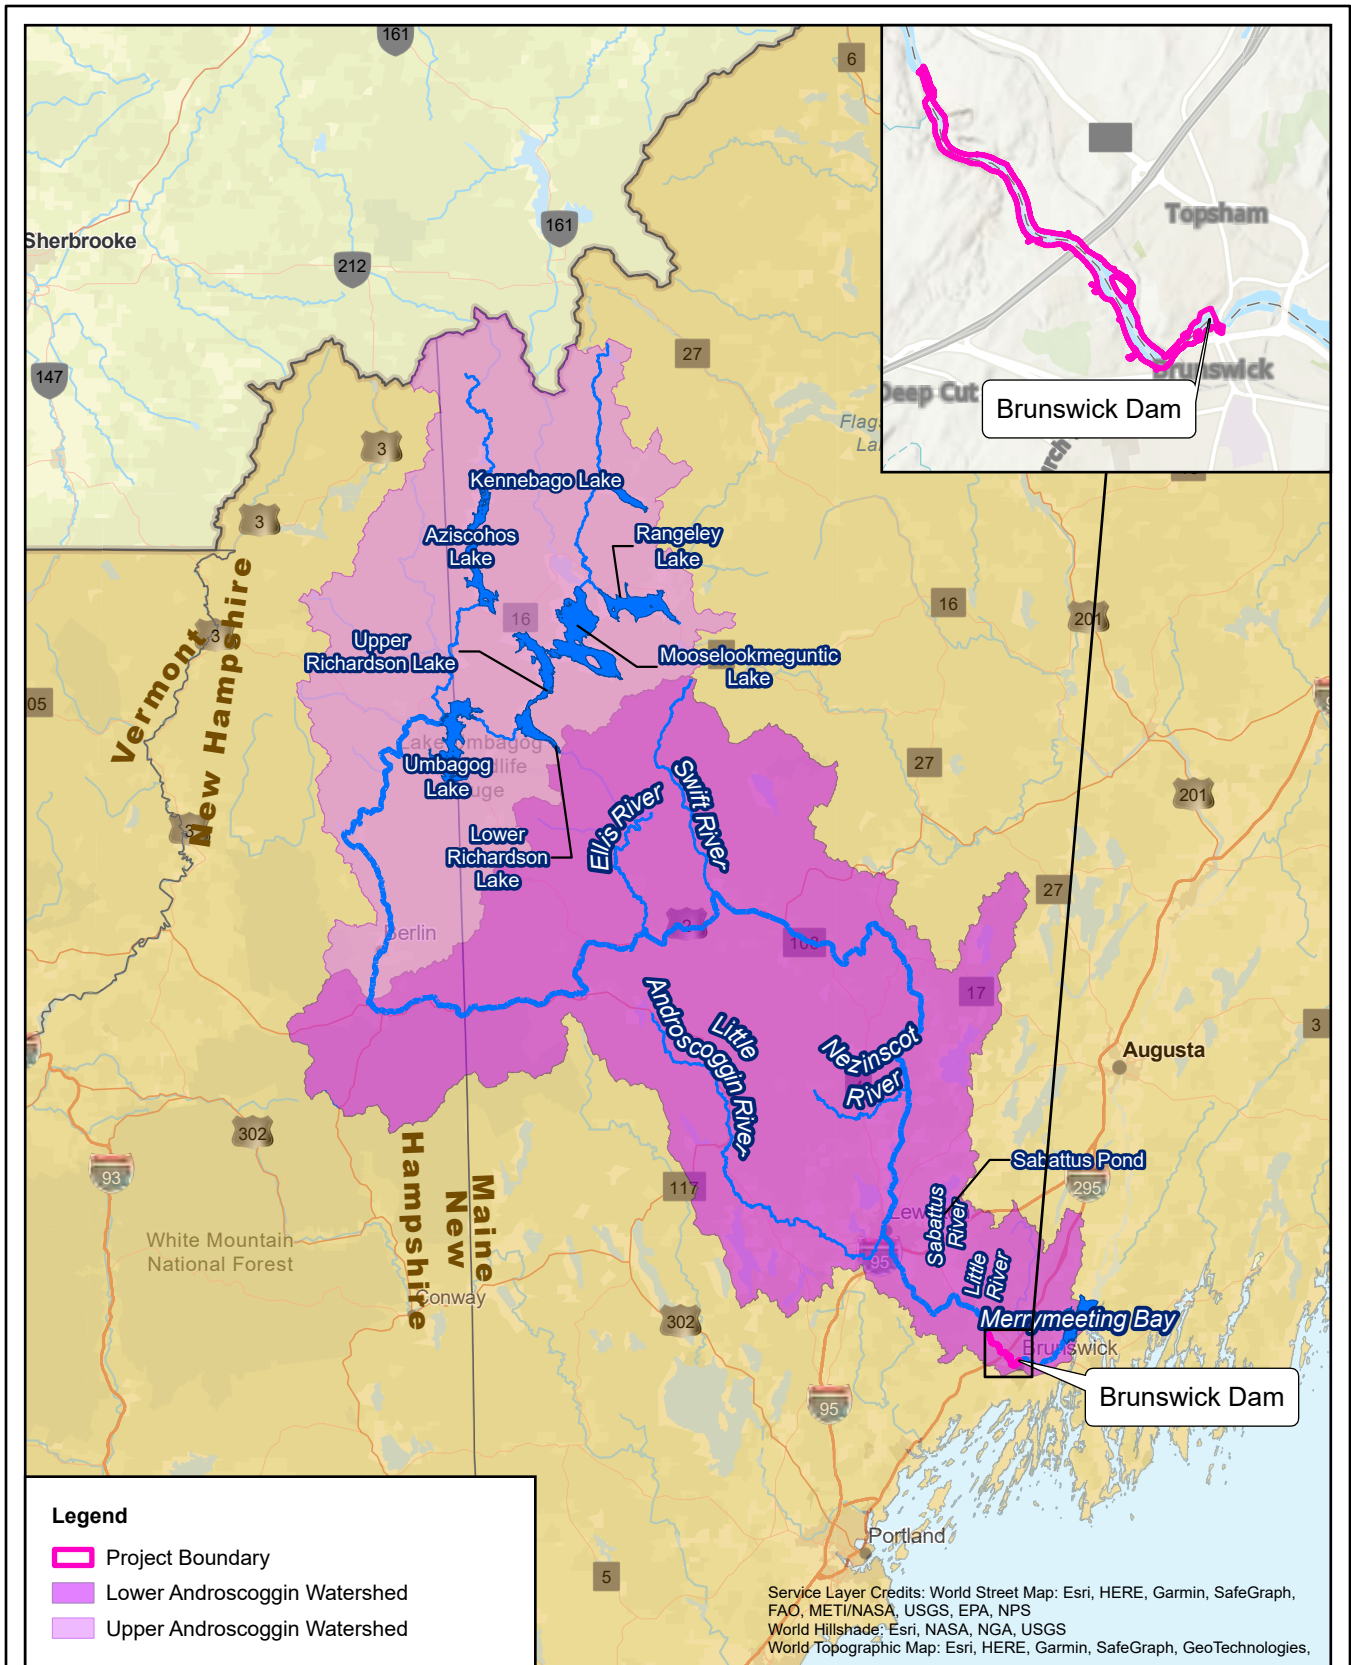 161
6
Topsham
Sherbrooke
161
212
Brunswick
147
27
Deep Cut
Brunswick Dam
3
Kennebago Lake
3
Aziscohos
Lake
Rangeley
Lake
16
16
201
3
Upper
Richardson Lake
Mooselookmeguntic
Lake
Vermont
New Hampshire
05
Umbagog
Lake
27
201
3
Swift River
Ellis River
Lower
Richardson
Lake
27
2
Berlin
108
17
3
Little
Androscoggin River
Nezinscot
River
Augusta
302
93
Sabattus Pond
295
117
Maine
New
Hampshire
Sabattus
River
White Mountain
National Forest
95
Little
River
Conway
302
Merrymeeting Bay
Brunswick
Brunswick Dam
95
Portland
5
Legend
Project Boundary
Lower Androscoggin Watershed
Upper Androscoggin Watershed
Service Layer Credits: World Street Map: Esri, HERE, Garmin, SafeGraph,
FAO, METI/NASA, USGS, EPA, NPS
World Hillshade: Esri, NASA, NGA, USGS
World Topographic Map: Esri, HERE, Garmin, SafeGraph, GeoTechnologies,